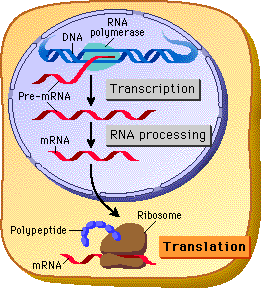 RNA
polymerase
DNA
Transcription
Pre-mRNA
RNA processing
mRNA
Ribosome
Polypeptide
Translation
mRNA